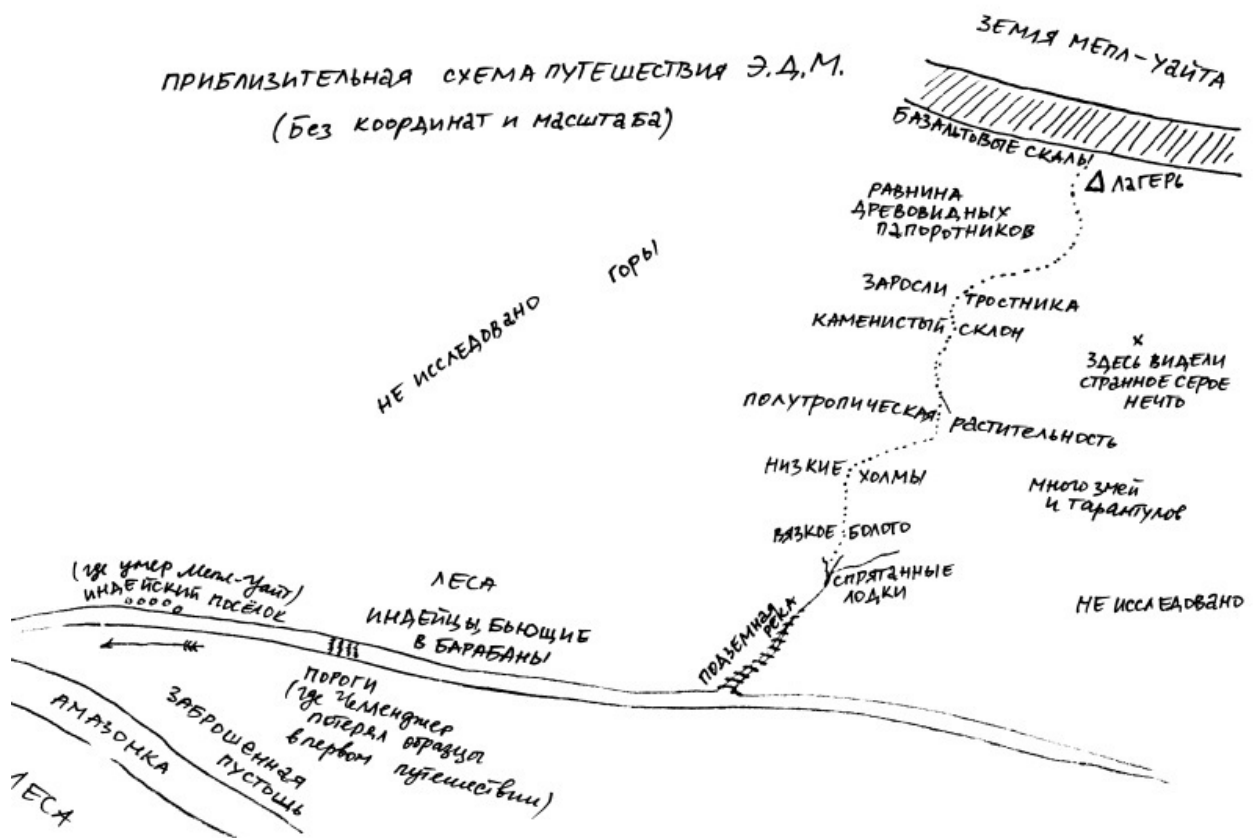 ПРИБЛИЗИТЕЛЬНАЯ СХЕМА ПУТЕШЕСТВИЯ Э.Д.М.
(Без координат и масштаба)
ЗЕМЛЯ МЕПЛ-УАЙТА
БАЗАЛЬТОВЫЕ СКАЛЫ
ЛАГЕРЬ
РАВНИНА
ДРЕВОВИДНЫХ
ПАПОРОТНИКОВ
ГОРЫ
НЕ ИССЛЕДОВАНО
ЗАРОСЛИ ТРОСТНИКА
КАМЕНИСТЫЙ СКЛОН
x
ЗДЕСЬ ВИДЕЛИ
СТРАННОЕ СЕРОЕ
НЕЧТО
ПОЛУТРОПИЧЕСКАЯ РАСТИТЕЛЬНОСТЬ
НИЗКИЕ ХОЛМЫ
МНОГО ЗМЕЙ
И ТАРАНТУЛОВ
ВЯЗКОЕ БОЛОТО
СПРЯТАННЫЕ
ЛОДКИ
НЕ ИССЛЕДОВАНО
ПОДЗЕМНАЯ
РЕКА
(где умер Мепл-Уайт)
ИНДЕЙСКИЙ ПОСЁЛОК
ЛЕСА
ИНДЕЙЦЫ, БЬЮЩИЕ
В БАРАБАНЫ
ПОРОГИ
(где Челленджер
потерял образцы
в первом путешествии)
ЗАБРОШЕННАЯ
ПУСТОЩЬ
АМАЗОНКА
ЛЕСА